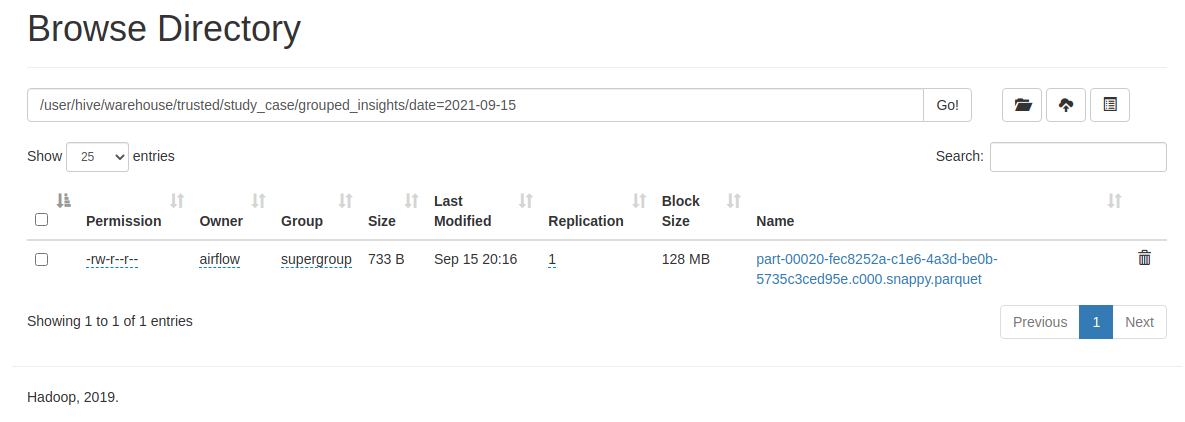 Browse Directory
/user/hive/warehouse/trusted/study_case/grouped_insights/date=2021-09-15
Go!
Show 25 entries
Search:
Permission Owner Group Size Last Modified Replication Block Size Name
-rw-r--r-- airflow supergroup 733 B Sep 15 20:16 1 128 MB part-00020-fec8252a-c1e6-4a3d-be0b-
5735c3ced95e.c000.snappy.parquet
Showing 1 to 1 of 1 entries
Previous 1 Next
Hadoop, 2019.